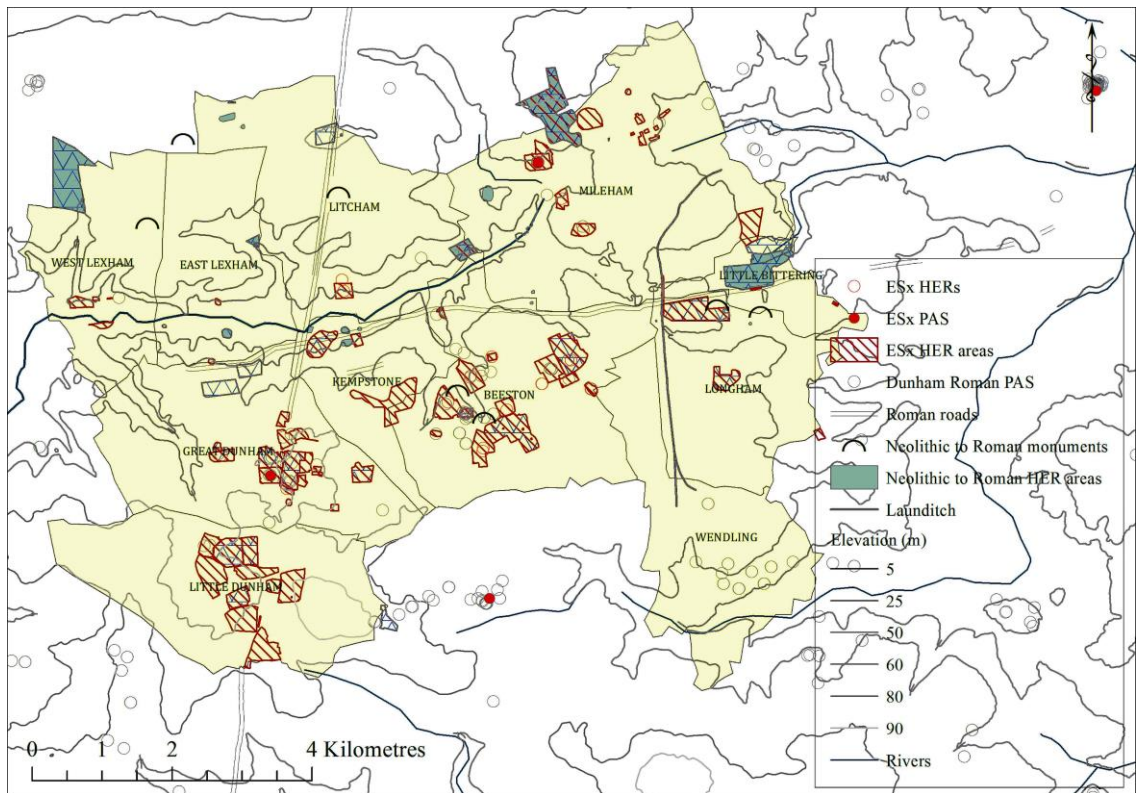 LITCHAM
MILEHAM
WEST LEXHAM
EAST LEXHAM
LITTLE BITTERING
KEMPSTONE
BEESTON
LONGHAM
GREAT DUNHAM
WENDLING
LITTLE DUNHAM
ESx HERs
ESx PAS
ESx HER areas
Dunham Roman PAS
Roman roads
Neolithic to Roman monuments
Neolithic to Roman HER areas
Launditch
Elevation (m)
5
25
50
60
80
90
Rivers
0 1 2 4 Kilometres